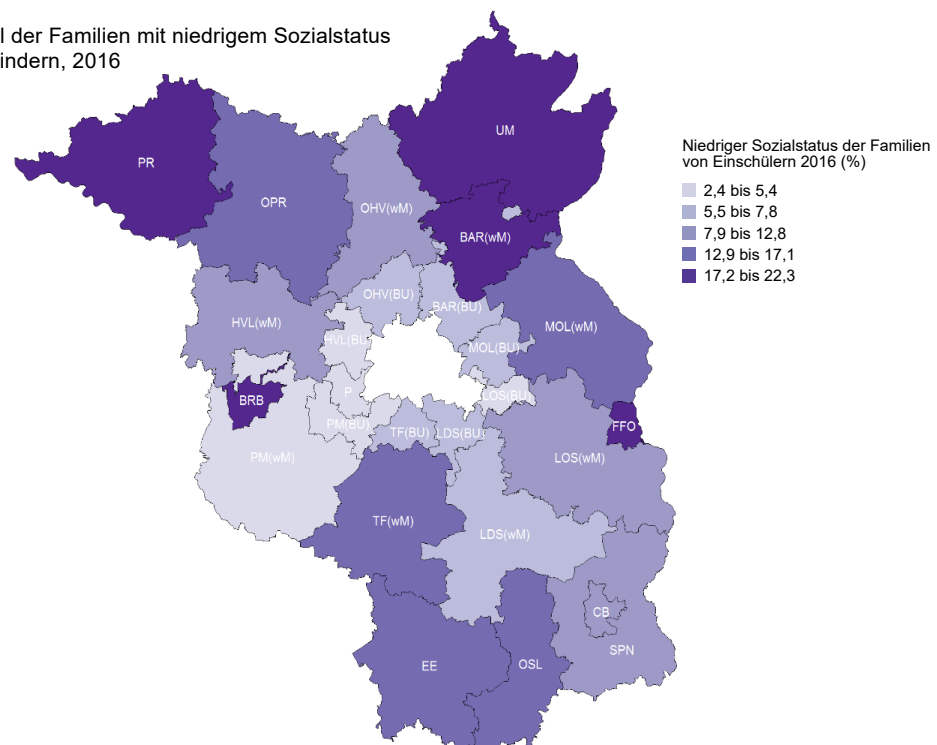 l der Familien mit niedrigem Sozialstatus
indern, 2016
UM
PR
OPR
OHV(wM)
BAR(wM)
OHV(BU)
BAR(BU)
HVL(wM)
MOL(wM)
HVL(BU
MOL(BU)
P
LOS(BU)
BRB
PM(BU)
FFO
TF(BU)
LDS(BU)
PM(wM)
LOS(wM)
TF(wM)
LDS(wM)
CB
SPN
EE
OSL
Niedriger Sozialstatus der Familien
von Einschülern 2016 (%)
2,4 bis 5,4
5,5 bis 7,8
7,9 bis 12,8
12,9 bis 17,1
17,2 bis 22,3